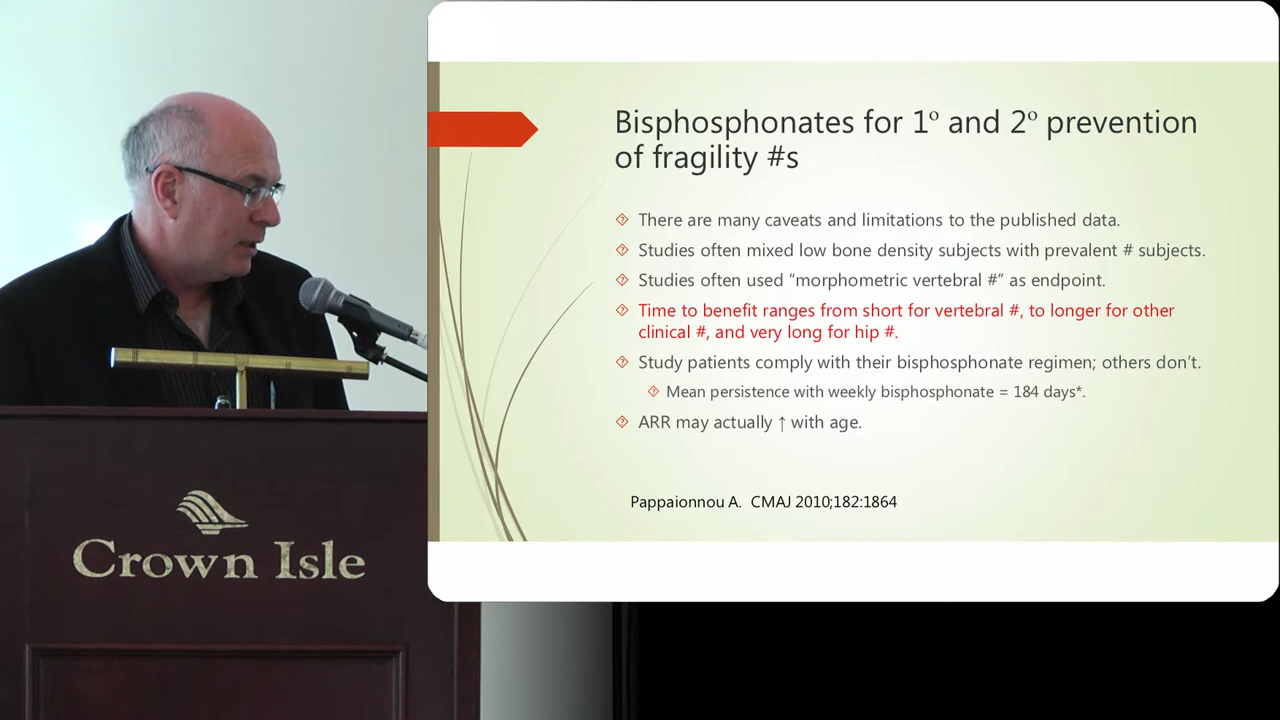 Bisphosphonates for 1º and 2º prevention
of fragility #s
There are many caveats and limitations to the published data.
Studies often mixed low bone density subjects with prevalent # subjects.
Studies often used “morphometric vertebral #” as endpoint.
Time to benefit ranges from short for vertebral #, to longer for other
clinical #, and very long for hip #.
Study patients comply with their bisphosphonate regimen; others don’t.
Mean persistence with weekly bisphosphonate = 184 days*.
ARR may actually ↑ with age.
Pappaionnou A. CMAJ 2010;182:1864
Crown Isle